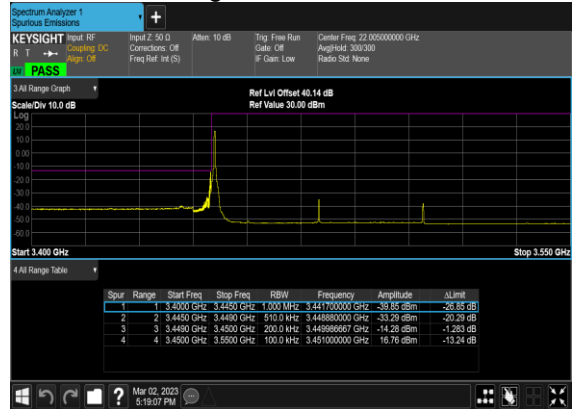 Spectrum Analyzer 1
Spurious Emissions
KEYSIGHT Input: RF
R T Coupling: DC
Align: Off
Input Z: 50 Ω
Corrections: Off
Freq Ref: Int (S)
Atten: 10 dB
Trig: Free Run
Gate: Off
IF Gain: Low
Center Freq: 22.005000000 GHz
Avg|Hold: 300/300
Radio Std: None
PASS
3 All Range Graph
Ref Lvl Offset 40.14 dB
Scale/Div 10.0 dB
Ref Value 30.00 dBm
Log
20.0
10.0
0.00
-10.0
-20.0
-30.0
-40.0
-50.0
-60.0
Start 3.400 GHz
Stop 3.550 GHz
4 All Range Table
Spur Range Start Freq Stop Freq RBW Frequency Amplitude ΔLimit
1 1 3.4000 GHz 3.4450 GHz 1.000 MHz 3.441700000 GHz -39.85 dBm -26.85 dB
2 2 3.4450 GHz 3.4490 GHz 510.0 kHz 3.448880000 GHz -33.29 dBm -20.29 dB
3 3 3.4490 GHz 3.4500 GHz 200.0 kHz 3.449986667 GHz -14.28 dBm -1.283 dB
4 4 3.4500 GHz 3.5500 GHz 100.0 kHz 3.451000000 GHz 16.76 dBm -13.24 dB
?
Mar 02, 2023
5:19:07 PM